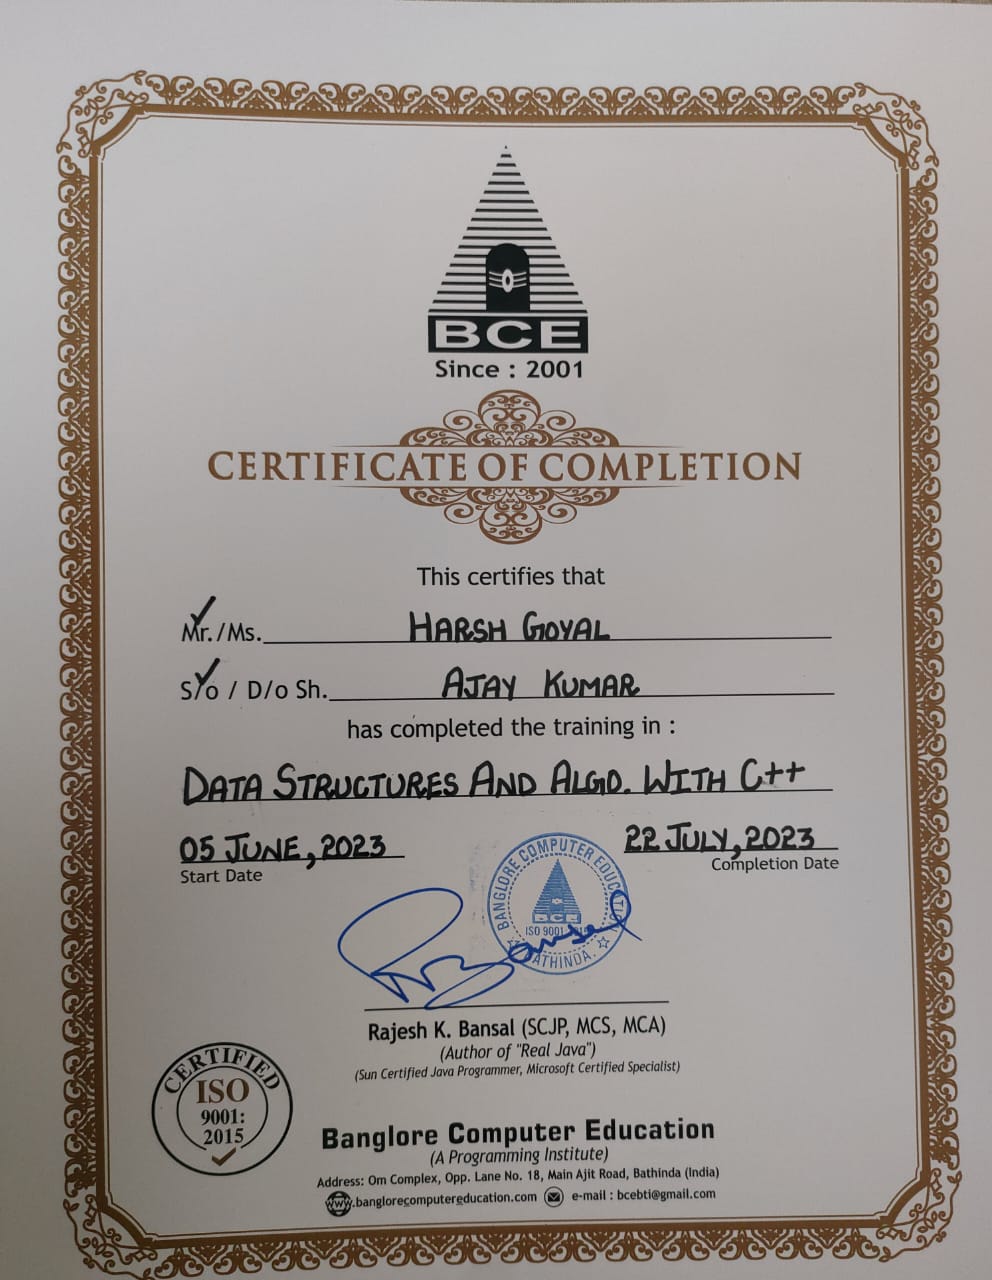 BCE
Since : 2001
CERTIFICATE OF COMPLETION
This certifies that
Mr./Ms. HARSH GOYAL
S/o / D/o Sh. AJAY KUMAR
has completed the training in :
DATA STRUCTURES AND ALGO. WITH C++
05 JUNE, 2023 22 JULY, 2023
Start Date Completion Date
BANGLORE COMPUTER EDUCATION
BCE
ISO 9001
BATHINDA.
Rajesh K. Bansal (SCJP, MCS, MCA)
(Author of "Real Java")
(Sun Certified Java Programmer, Microsoft Certified Specialist)
CERTIFIED
ISO
9001:
2015
Banglore Computer Education
(A Programming Institute)
Address: Om Complex, Opp. Lane No. 18, Main Ajit Road, Bathinda (India)
www.banglorecomputereducation.com e-mail : bcebti@gmail.com